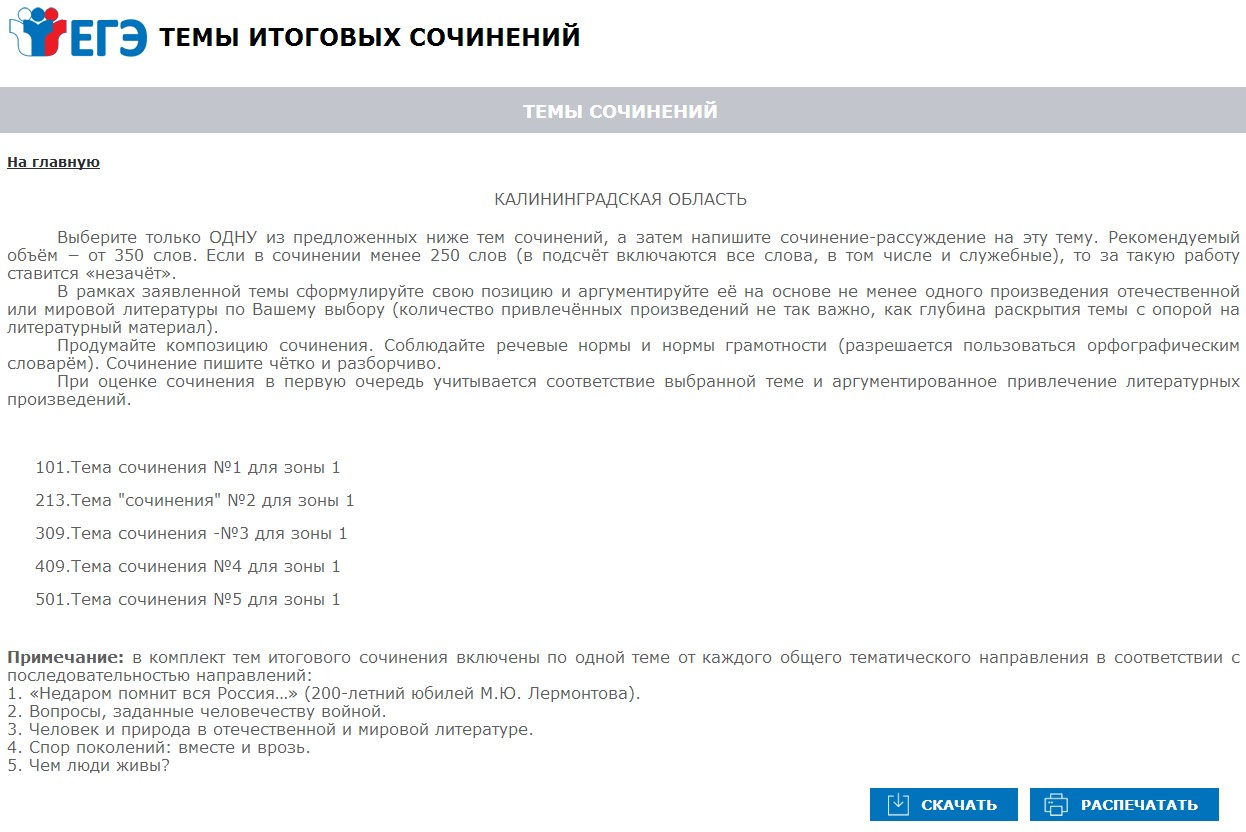 ЕГЭ ТЕМЫ ИТОГОВЫХ СОЧИНЕНИЙ
ТЕМЫ СОЧИНЕНИЙ
На главную
КАЛИНИНГРАДСКАЯ ОБЛАСТЬ
Выберите только ОДНУ из предложенных ниже тем сочинений, а затем напишите сочинение-рассуждение на эту тему. Рекомендуемый
объём – от 350 слов. Если в сочинении менее 250 слов (в подсчёт включаются все слова, в том числе и служебные), то за такую работу
ставится «незачёт».
В рамках заявленной темы сформулируйте свою позицию и аргументируйте её на основе не менее одного произведения отечественной
или мировой литературы по Вашему выбору (количество привлечённых произведений не так важно, как глубина раскрытия темы с опорой на
литературный материал).
Продумайте композицию сочинения. Соблюдайте речевые нормы и нормы грамотности (разрешается пользоваться орфографическим
словарём). Сочинение пишите чётко и разборчиво.
При оценке сочинения в первую очередь учитывается соответствие выбранной теме и аргументированное привлечение литературных
произведений.
101.Тема сочинения №1 для зоны 1
213.Тема "сочинения" №2 для зоны 1
309.Тема сочинения -№3 для зоны 1
409.Тема сочинения №4 для зоны 1
501.Тема сочинения №5 для зоны 1
Примечание: в комплект тем итогового сочинения включены по одной теме от каждого общего тематического направления в соответствии с
последовательностью направлений:
1. «Недаром помнит вся Россия…» (200-летний юбилей М.Ю. Лермонтова).
2. Вопросы, заданные человечеству войной.
3. Человек и природа в отечественной и мировой литературе.
4. Спор поколений: вместе и врозь.
5. Чем люди живы?
СКАЧАТЬ РАСПЕЧАТАТЬ